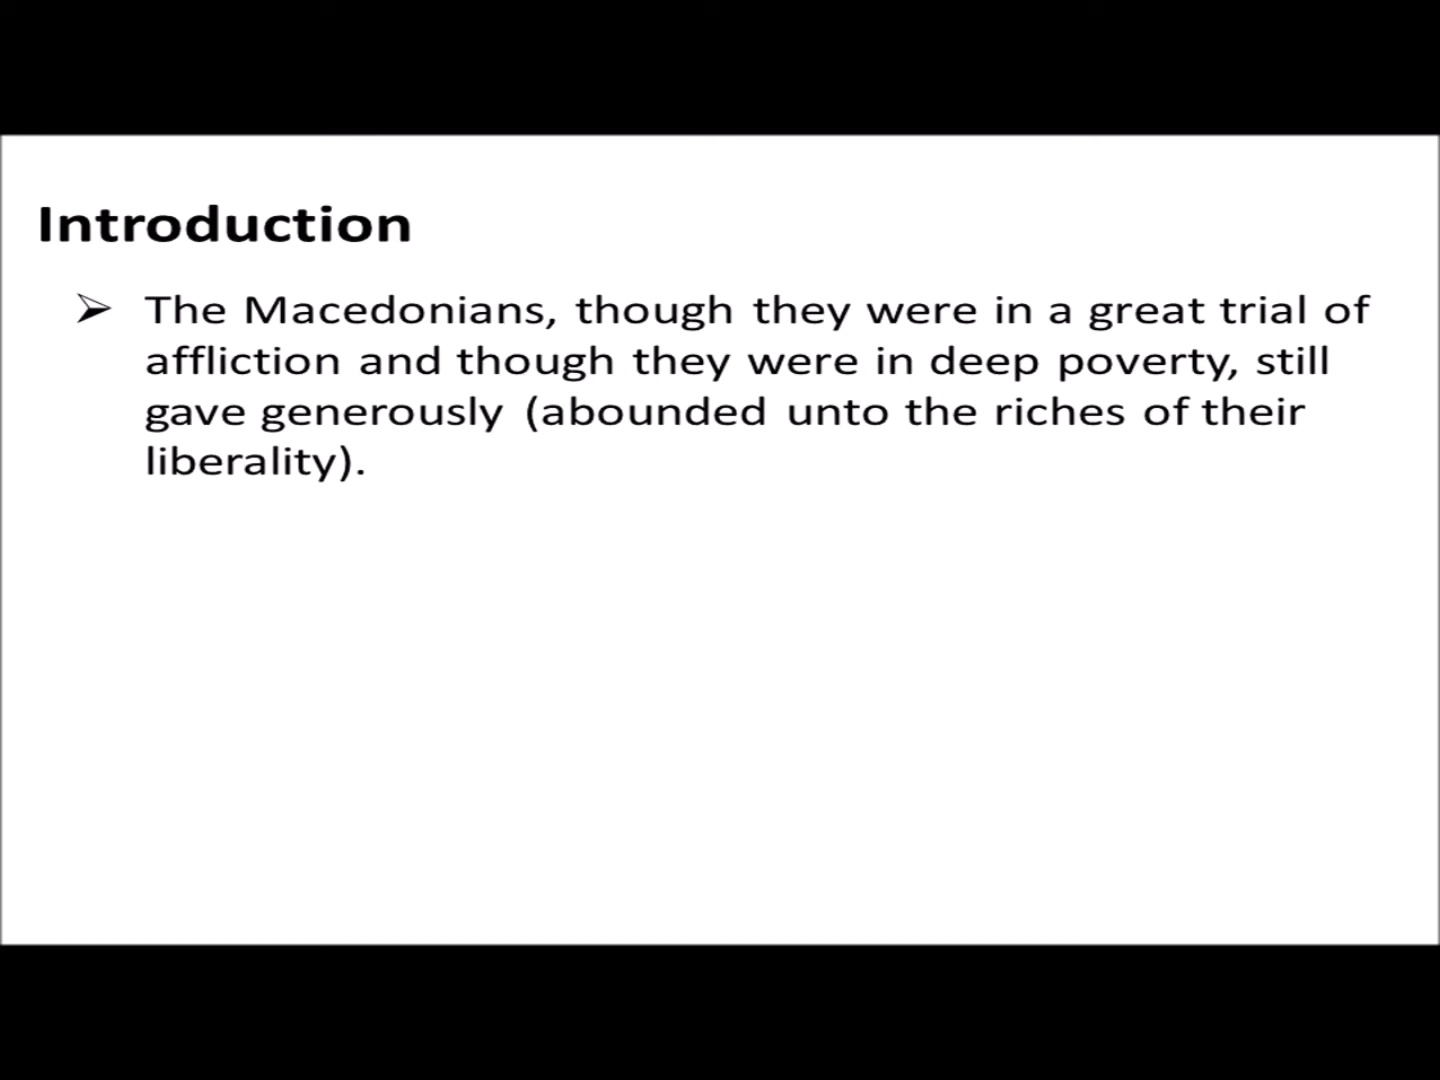 Introduction
➢ The Macedonians, though they were in a great trial of
affliction and though they were in deep poverty, still
gave generously (abounded unto the riches of their
liberality).